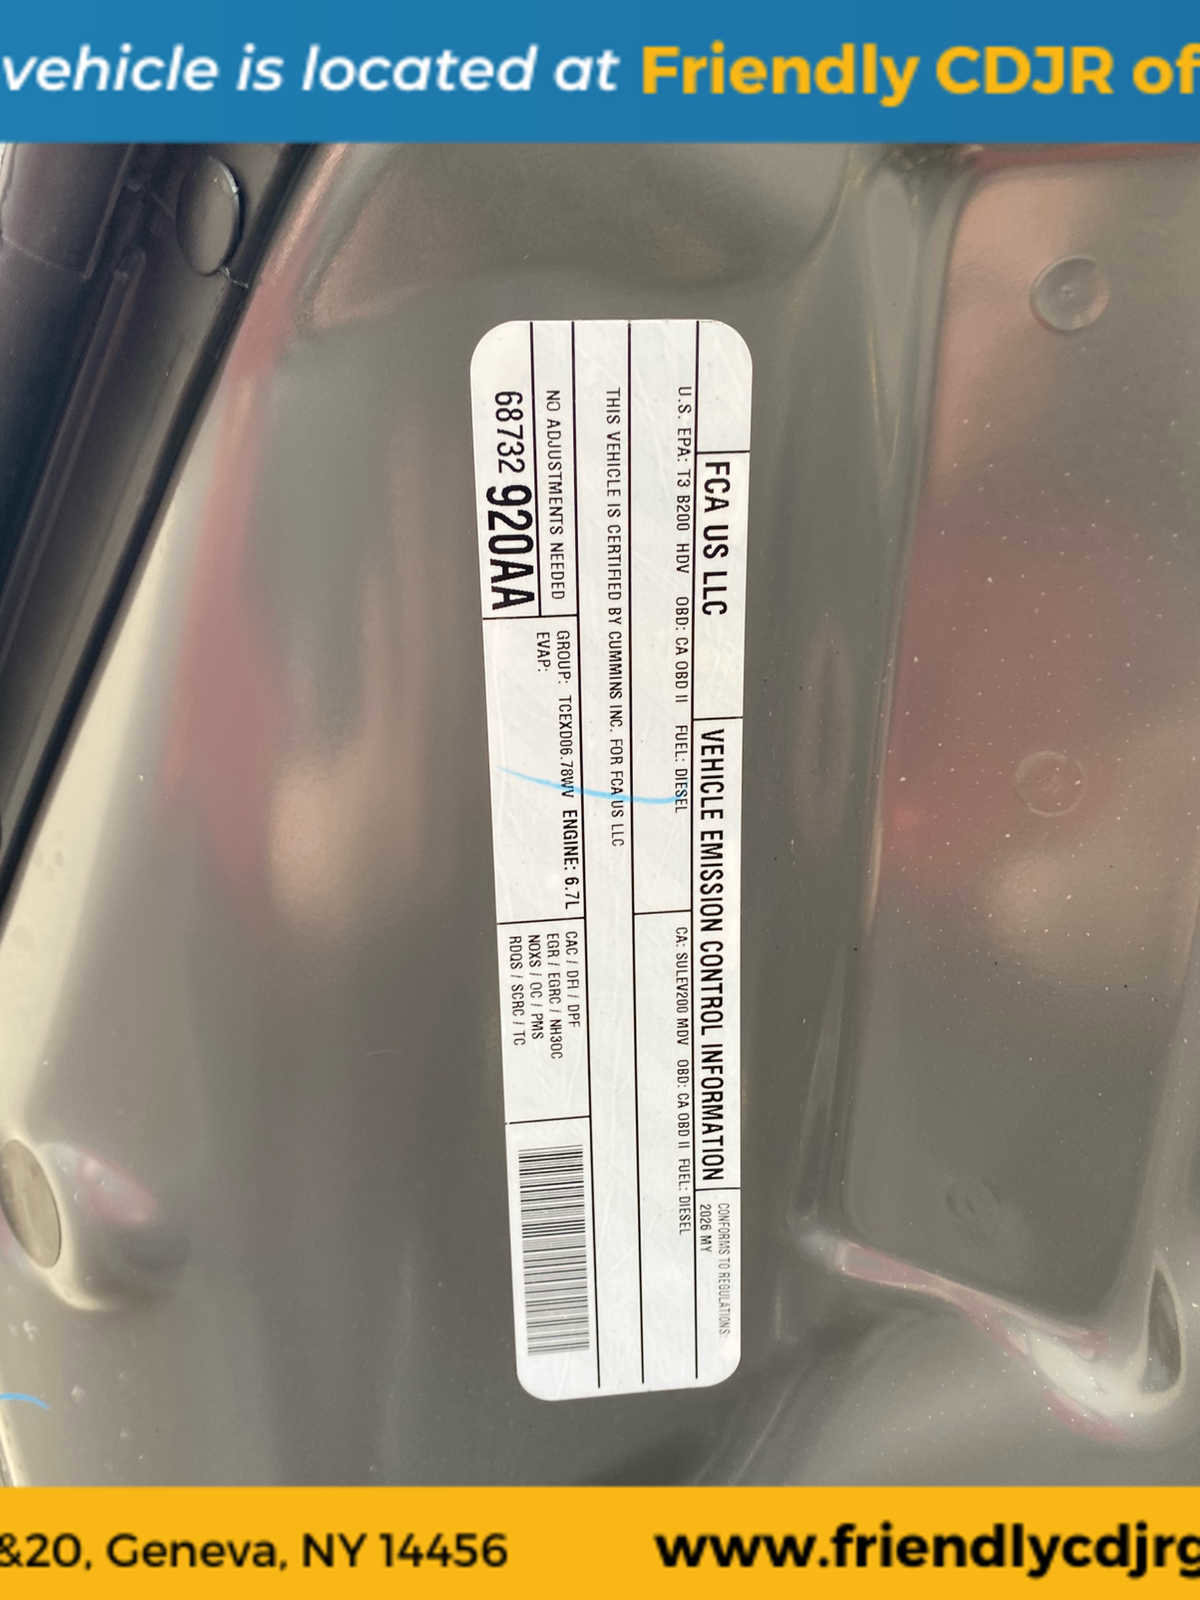 vehicle is located at Friendly CDJR of
FCA US LLC
VEHICLE EMISSION CONTROL INFORMATION
CONFORMS TO REGULATIONS:
2026 MY
U.S. EPA: T3 B200 HDV OBD: CA OBD II FUEL: DIESEL
CA: SULEV200 MDV OBD: CA OBD II FUEL: DIESEL
THIS VEHICLE IS CERTIFIED BY CUMMINS INC. FOR FCA US LLC
NO ADJUSTMENTS NEEDED
68732920AA
GROUP: TCEXD06.78WV ENGINE: 6.7L
EVAP:
CAC / DFI / DPF
EGR / EGRC / NH3OC
NOXS / OC / PMS
RDQS / SCRC / TC
&20, Geneva, NY 14456
www.friendlycdjrg